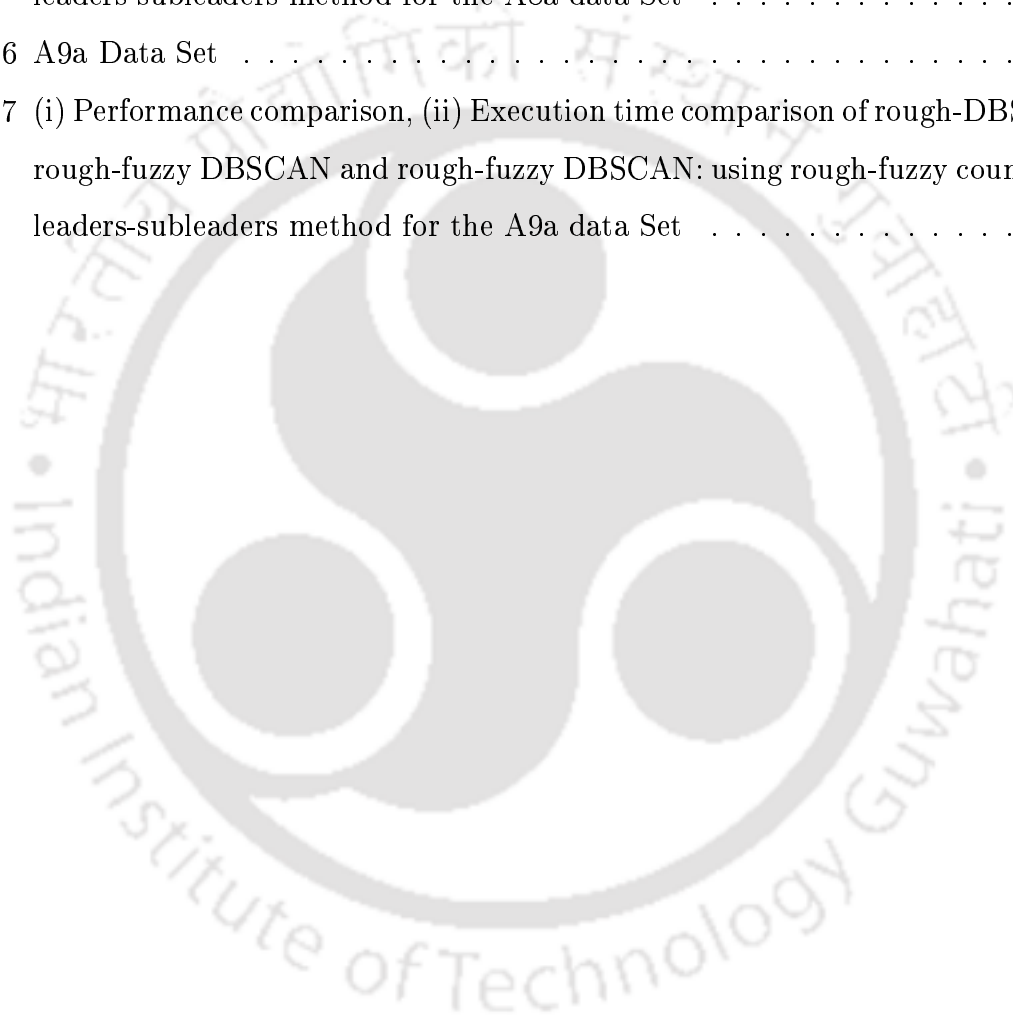 leaders-subleaders method for the A8a data Set . . . . . . . . . . . . .
6 A9a Data Set . . . . . . . . . . . . . . . . . . . . . . . . . . . . . . . . .
7 (i) Performance comparison, (ii) Execution time comparison of rough-DBS
rough-fuzzy DBSCAN and rough-fuzzy DBSCAN: using rough-fuzzy coun
leaders-subleaders method for the A9a data Set . . . . . . . . . . . . .
भारतीय प्रौद्योगिकी संस्थान गुवाहाटी
Indian Institute of Technology Guwahati